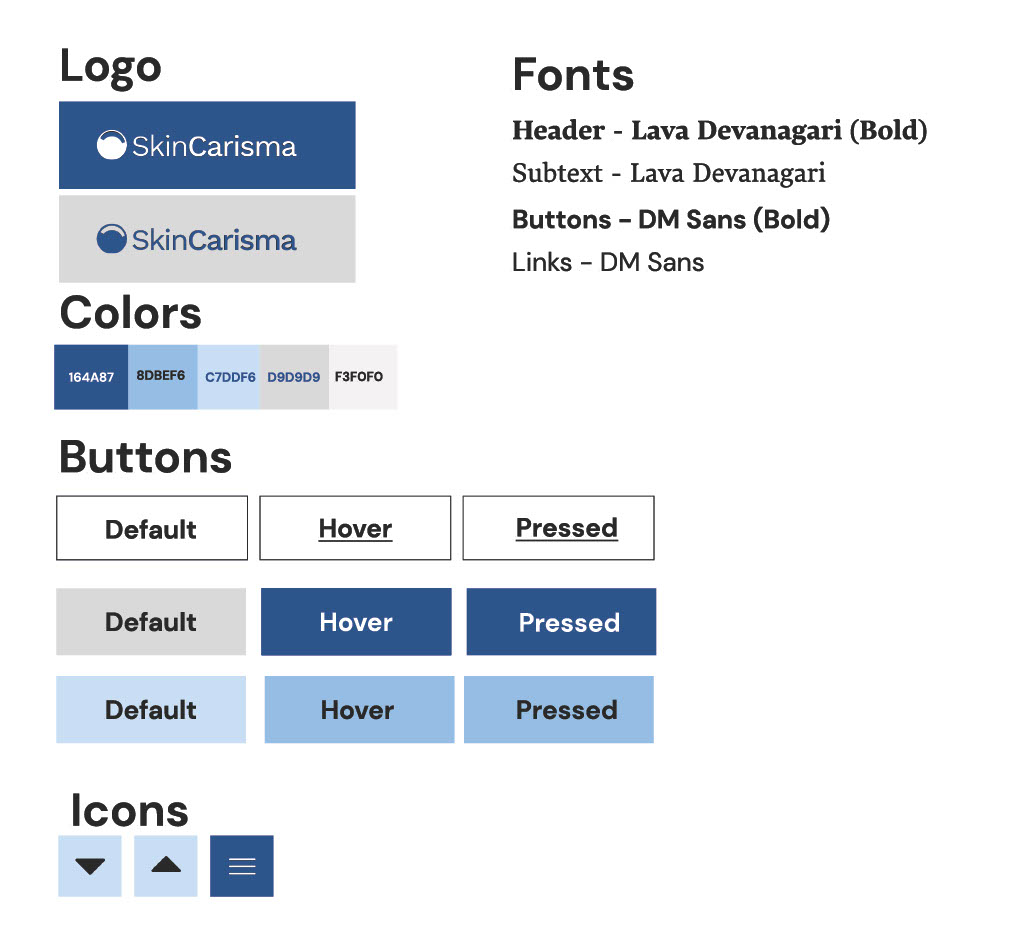 Logo
SkinCarisma
SkinCarisma
Colors
164A87 8DBEF6 C7DDF6 D9D9D9 F3F0F0
Buttons
Default Hover Pressed
Default Hover Pressed
Default Hover Pressed
Icons
Fonts
Header - Lava Devanagari (Bold)
Subtext - Lava Devanagari
Buttons - DM Sans (Bold)
Links - DM Sans